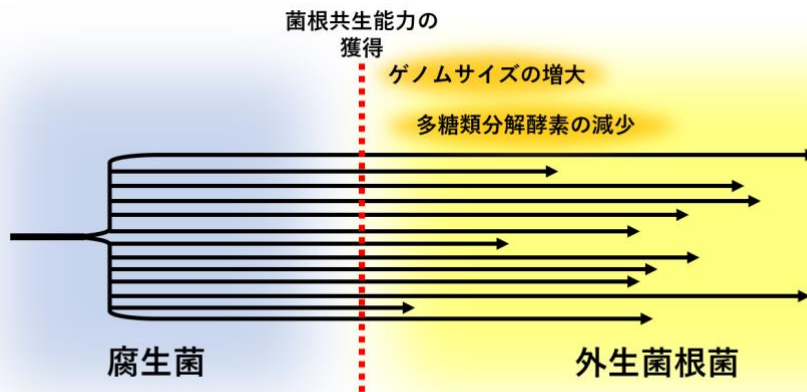 菌根共生能力の
獲得
ゲノムサイズの増大
多糖類分解酵素の減少
腐生菌
外生菌根菌